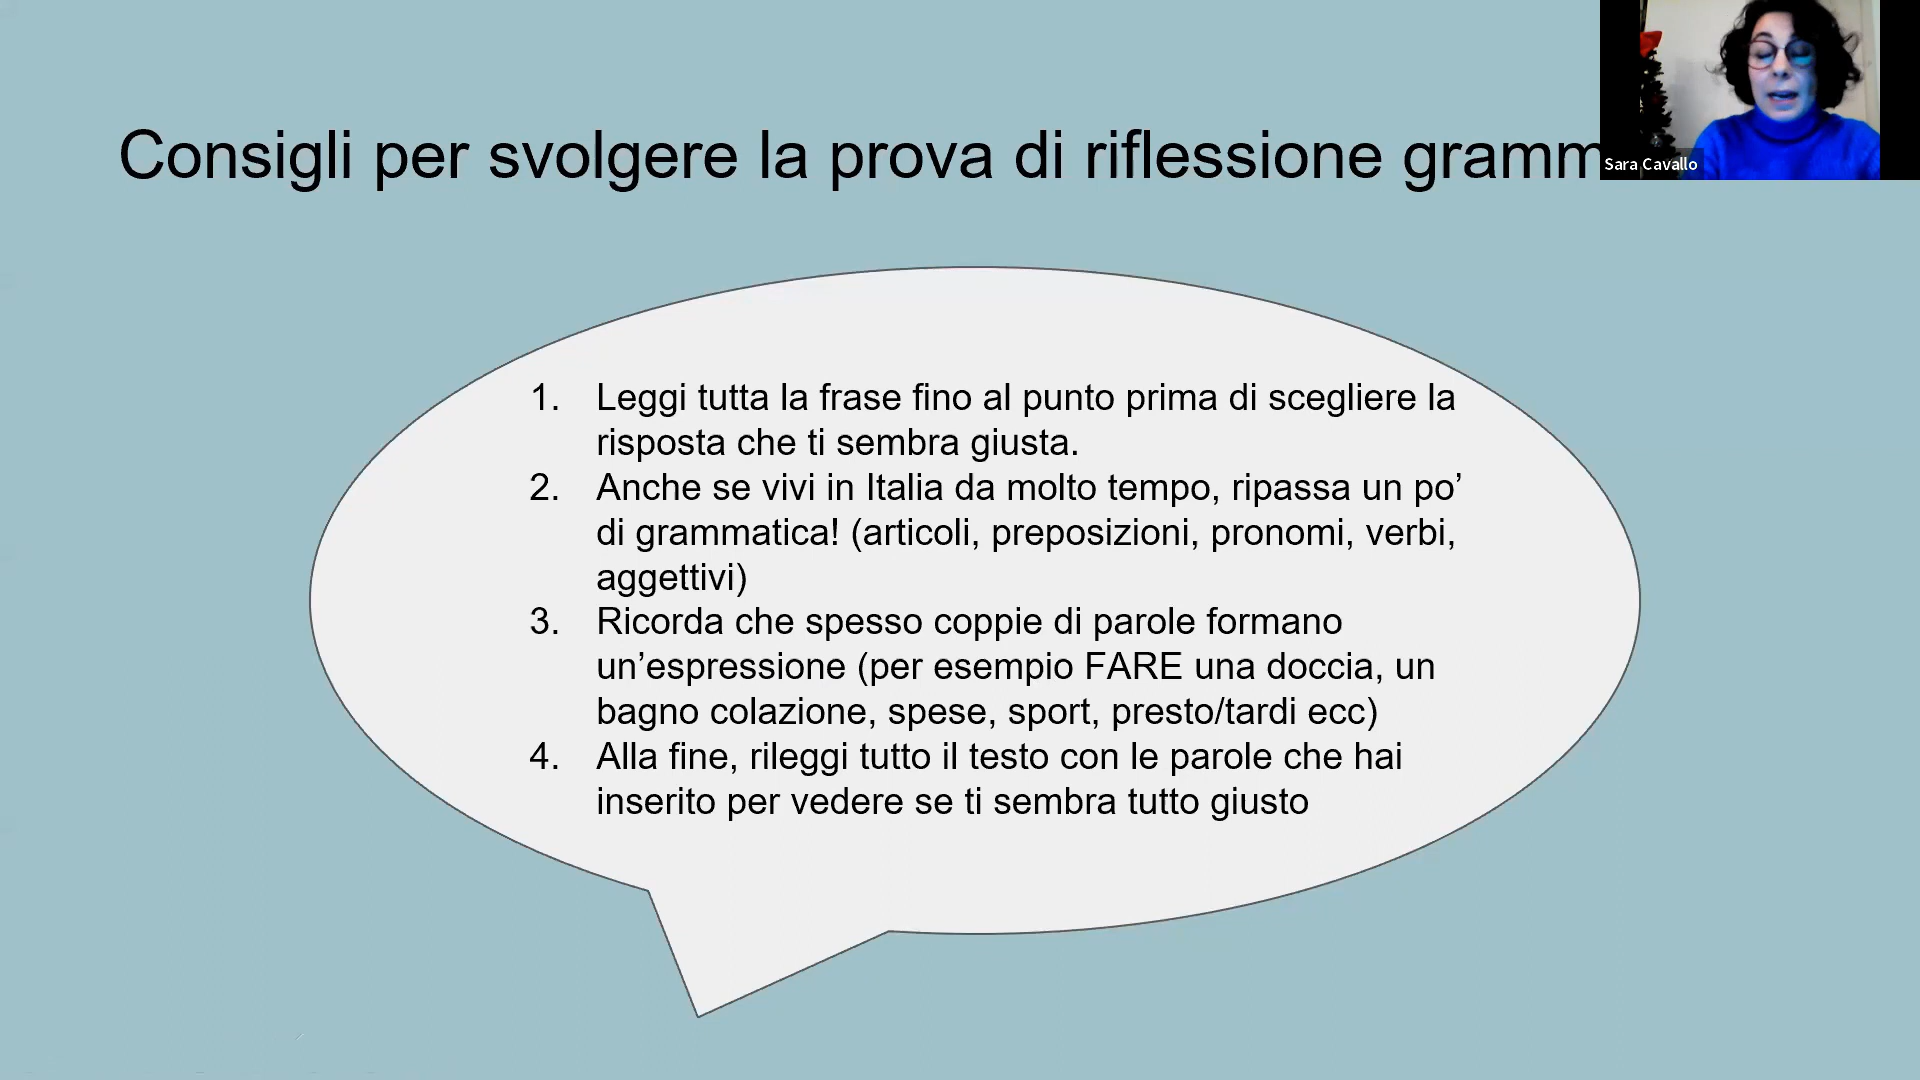 Consigli per svolgere la prova di riflessione gramm
Sara Cavallo
1. Leggi tutta la frase fino al punto prima di scegliere la
risposta che ti sembra giusta.
2. Anche se vivi in Italia da molto tempo, ripassa un po’
di grammatica! (articoli, preposizioni, pronomi, verbi,
aggettivi)
3. Ricorda che spesso coppie di parole formano
un’espressione (per esempio FARE una doccia, un
bagno colazione, spese, sport, presto/tardi ecc)
4. Alla fine, rileggi tutto il testo con le parole che hai
inserito per vedere se ti sembra tutto giusto